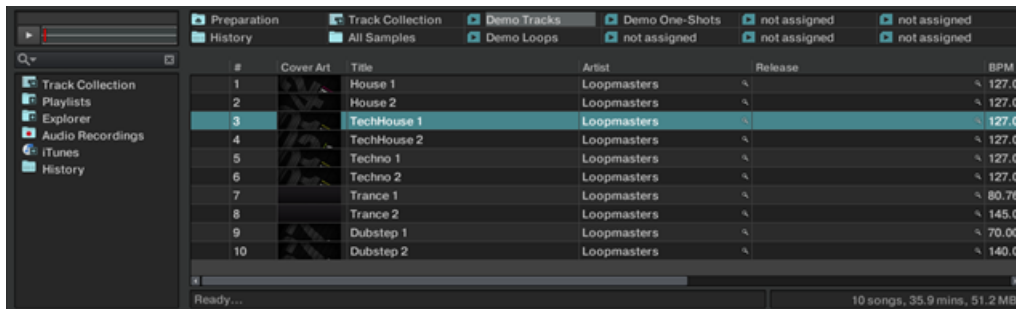 Preparation Track Collection Demo Tracks Demo One-Shots not assigned not assigned
History All Samples Demo Loops not assigned not assigned not assigned
Track Collection
Playlists
Explorer
Audio Recordings
iTunes
History
# Cover Art Title Artist Release BPM
1 House 1 Loopmasters 127.0
2 House 2 Loopmasters 127.0
3 TechHouse 1 Loopmasters 127.0
4 TechHouse 2 Loopmasters 127.0
5 Techno 1 Loopmasters 127.0
6 Techno 2 Loopmasters 127.0
7 Trance 1 Loopmasters 80.76
8 Trance 2 Loopmasters 145.0
9 Dubstep 1 Loopmasters 70.00
10 Dubstep 2 Loopmasters 140.0
Ready... 10 songs, 35.9 mins, 51.2 MB